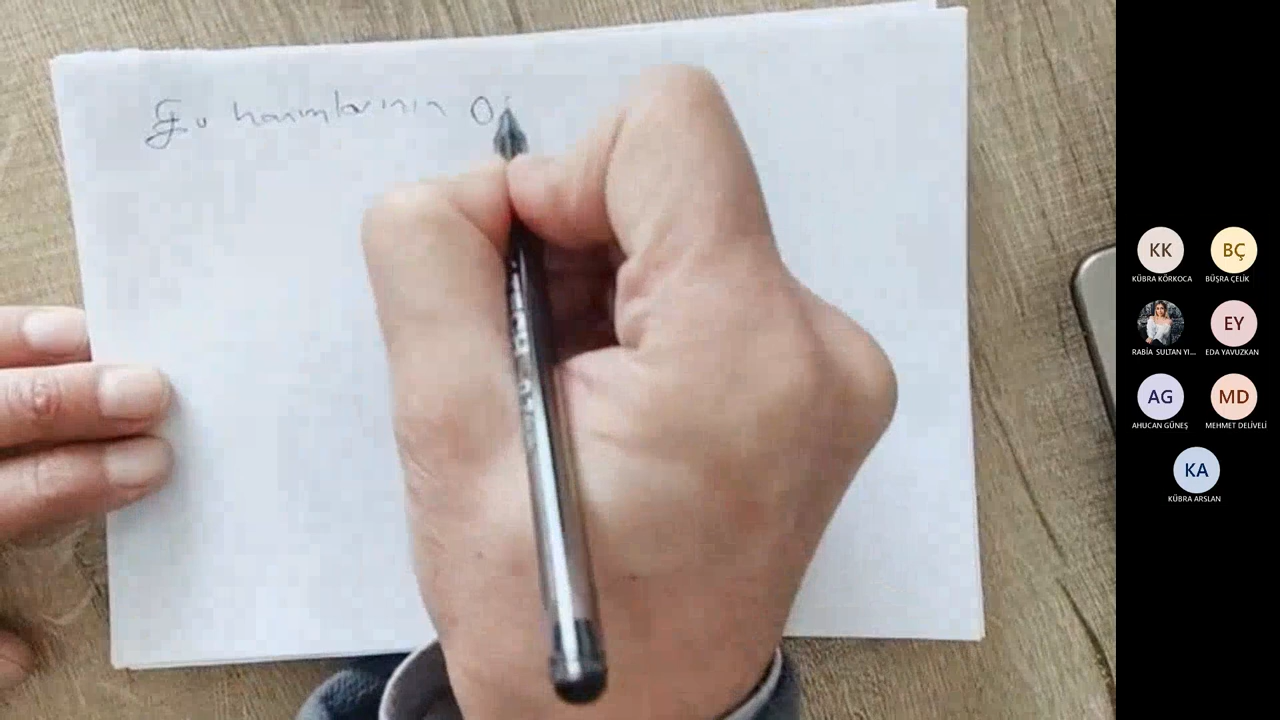 Ev hanımlarının
KK
BÇ
KÜBRA KÖRKOCA
BÜŞRA ÇELİK
EY
RABİA SULTAN YI...
EDA YAVUZKAN
AG
MD
AHUCAN GÜNEŞ
MEHMET DELİVELİ
KA
KÜBRA ARSLAN